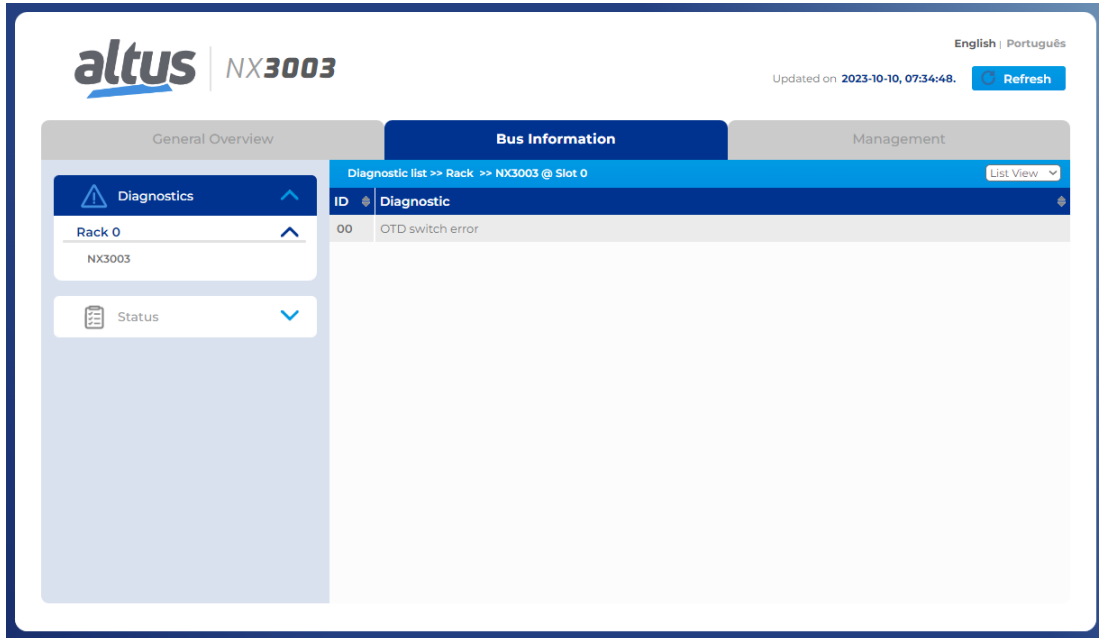 English | Português
altus | NX3003
Updated on 2023-10-10, 07:34:48. Refresh
General Overview Bus Information Management
Diagnostic list >> Rack >> NX3003 @ Slot 0 List View
Diagnostics
ID Diagnostic
Rack 0
00 OTD switch error
NX3003
Status